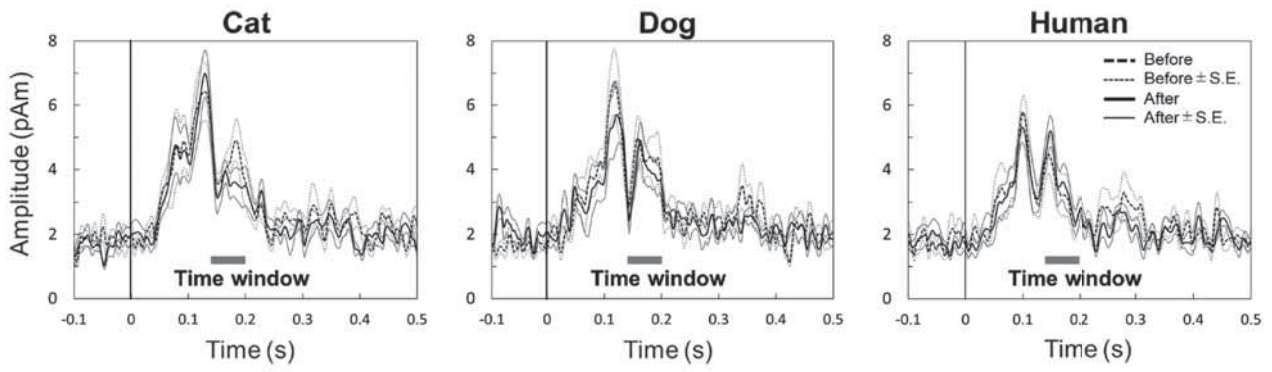 Cat
Dog
Human
Amplitude (pAm)
8
6
4
2
0
Time window
-0.1 0 0.1 0.2 0.3 0.4 0.5
Time (s)
8
6
4
2
0
Time window
-0.1 0 0.1 0.2 0.3 0.4 0.5
Time (s)
8
6
4
2
0
Before
Before ± S.E.
After
After ± S.E.
Time window
-0.1 0 0.1 0.2 0.3 0.4 0.5
Time (s)